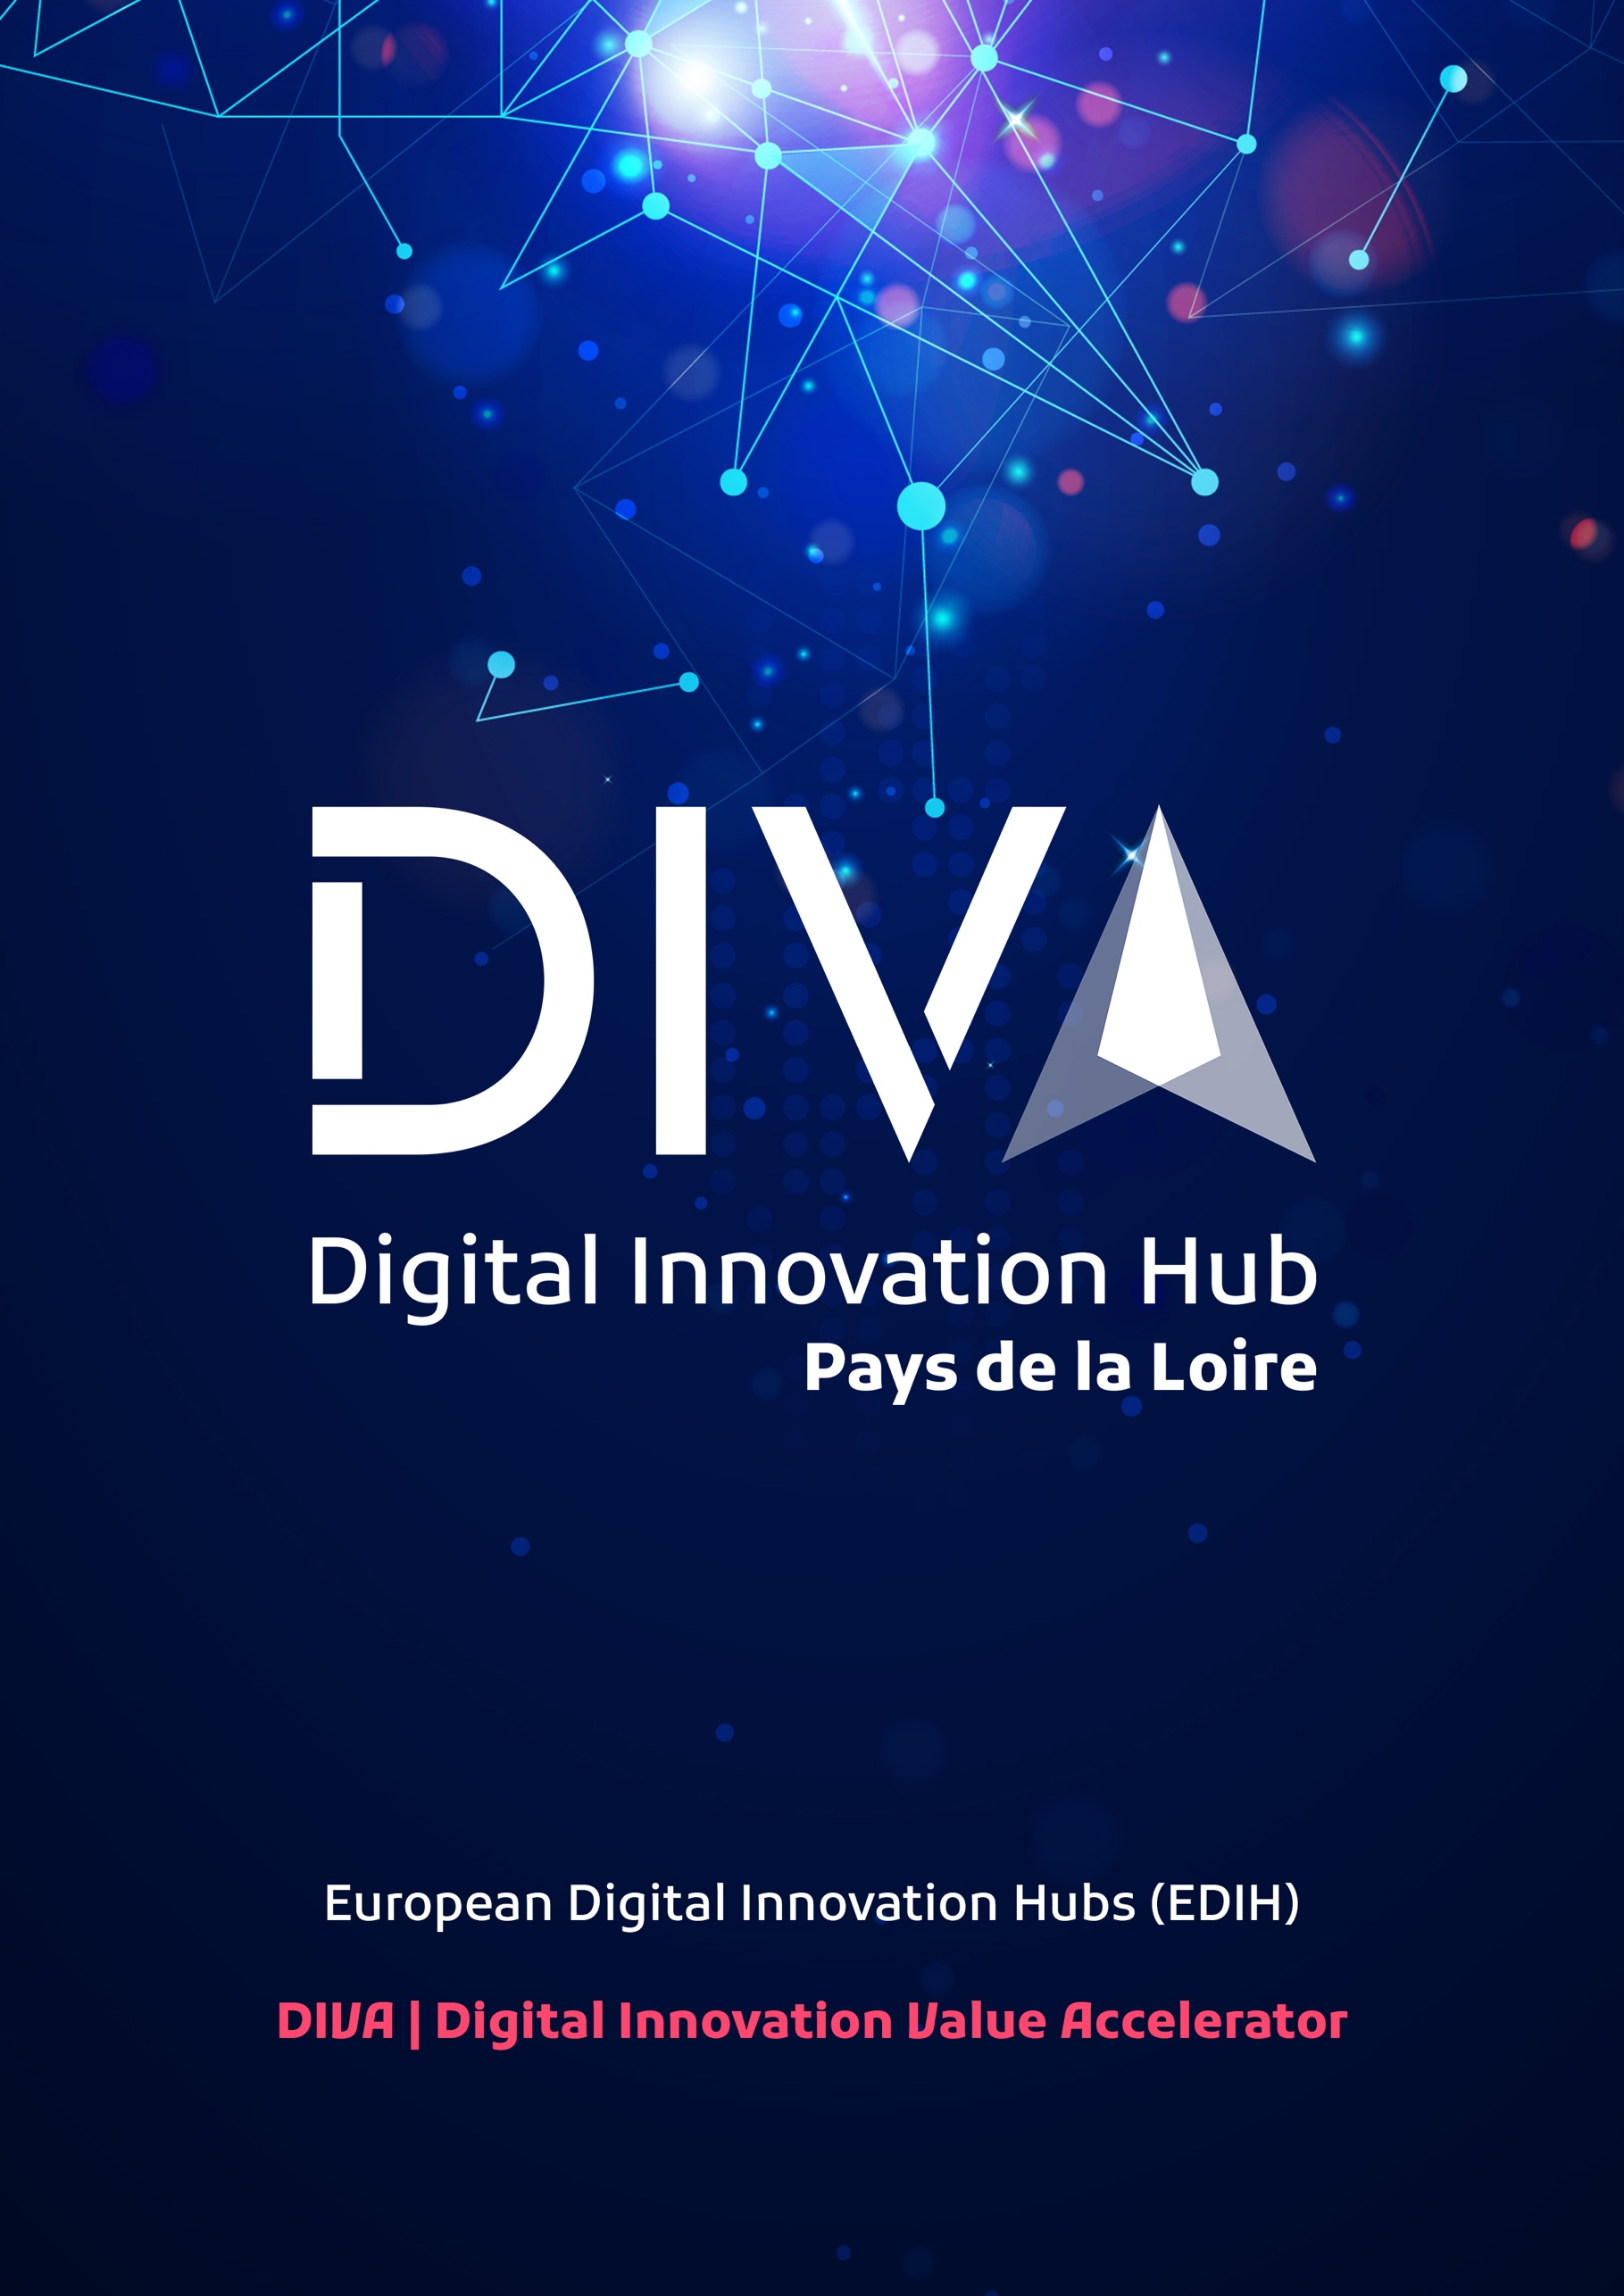 DIVA
Digital Innovation Hub
Pays de la Loire
European Digital Innovation Hubs (EDIH)
DIVA | Digital Innovation Value Accelerator